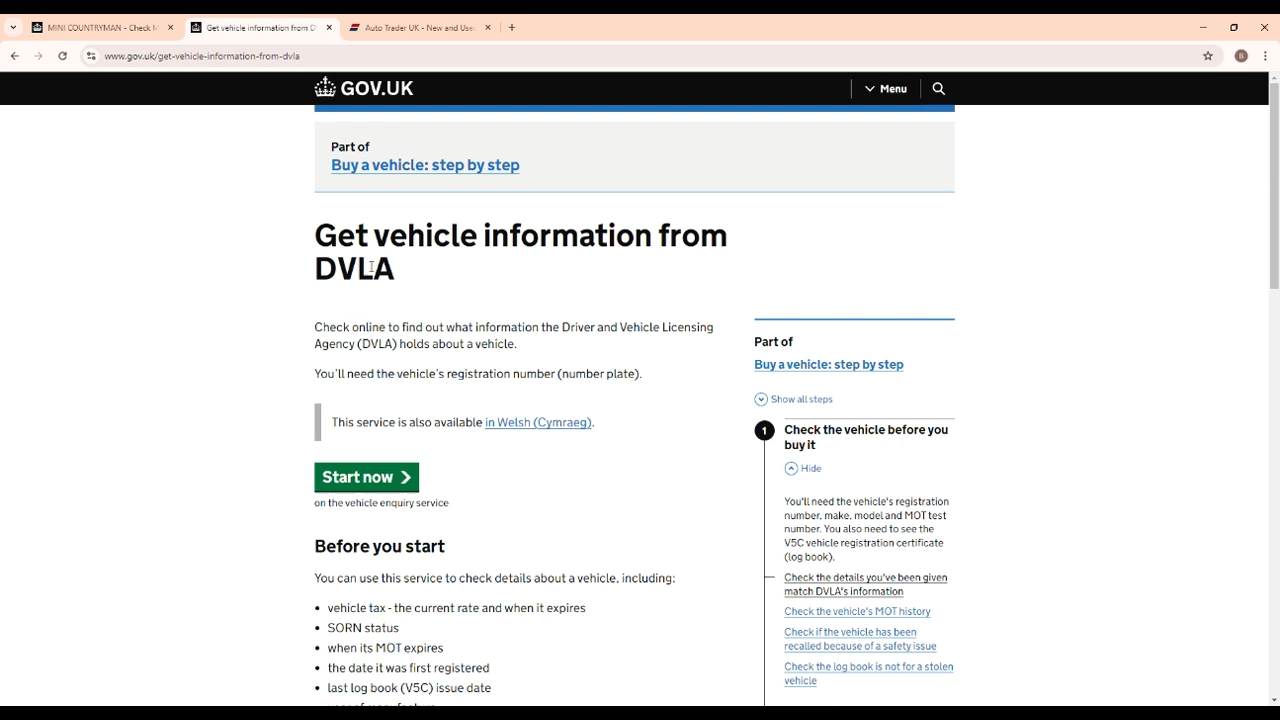 MINI COUNTRYMAN - Check M
Get vehicle information from D
Auto Trader UK - New and Use
www.gov.uk/get-vehicle-information-from-dvla
B
GOV.UK
Menu
Part of
Buy a vehicle: step by step
Get vehicle information from
DVLA
Check online to find out what information the Driver and Vehicle Licensing
Agency (DVLA) holds about a vehicle.
You'll need the vehicle's registration number (number plate).
This service is also available in Welsh (Cymraeg).
Start now
on the vehicle enquiry service
Before you start
You can use this service to check details about a vehicle, including:
• vehicle tax - the current rate and when it expires
• SORN status
• when its MOT expires
• the date it was first registered
• last log book (V5C) issue date
Part of
Buy a vehicle: step by step
Show all steps
1
Check the vehicle before you
buy it
Hide
You'll need the vehicle's registration
number, make, model and MOT test
number. You also need to see the
V5C vehicle registration certificate
(log book).
Check the details you've been given
match DVLA's information
Check the vehicle's MOT history
Check if the vehicle has been
recalled because of a safety issue
Check the log book is not for a stolen
vehicle